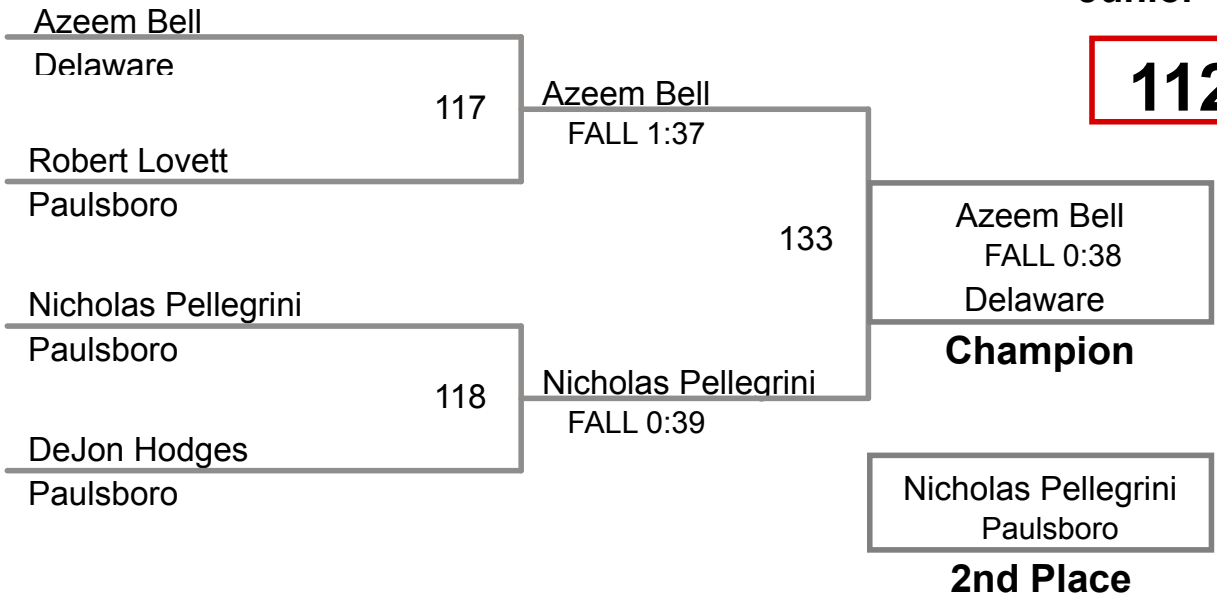 Azeem Bell
Delaware
117
Robert Lovett
Paulsboro
Azeem Bell
FALL 1:37
Nicholas Pellegrini
Paulsboro
118
DeJon Hodges
Paulsboro
Nicholas Pellegrini
FALL 0:39
133
112
Azeem Bell
FALL 0:38
Delaware
Champion
Nicholas Pellegrini
Paulsboro
2nd Place